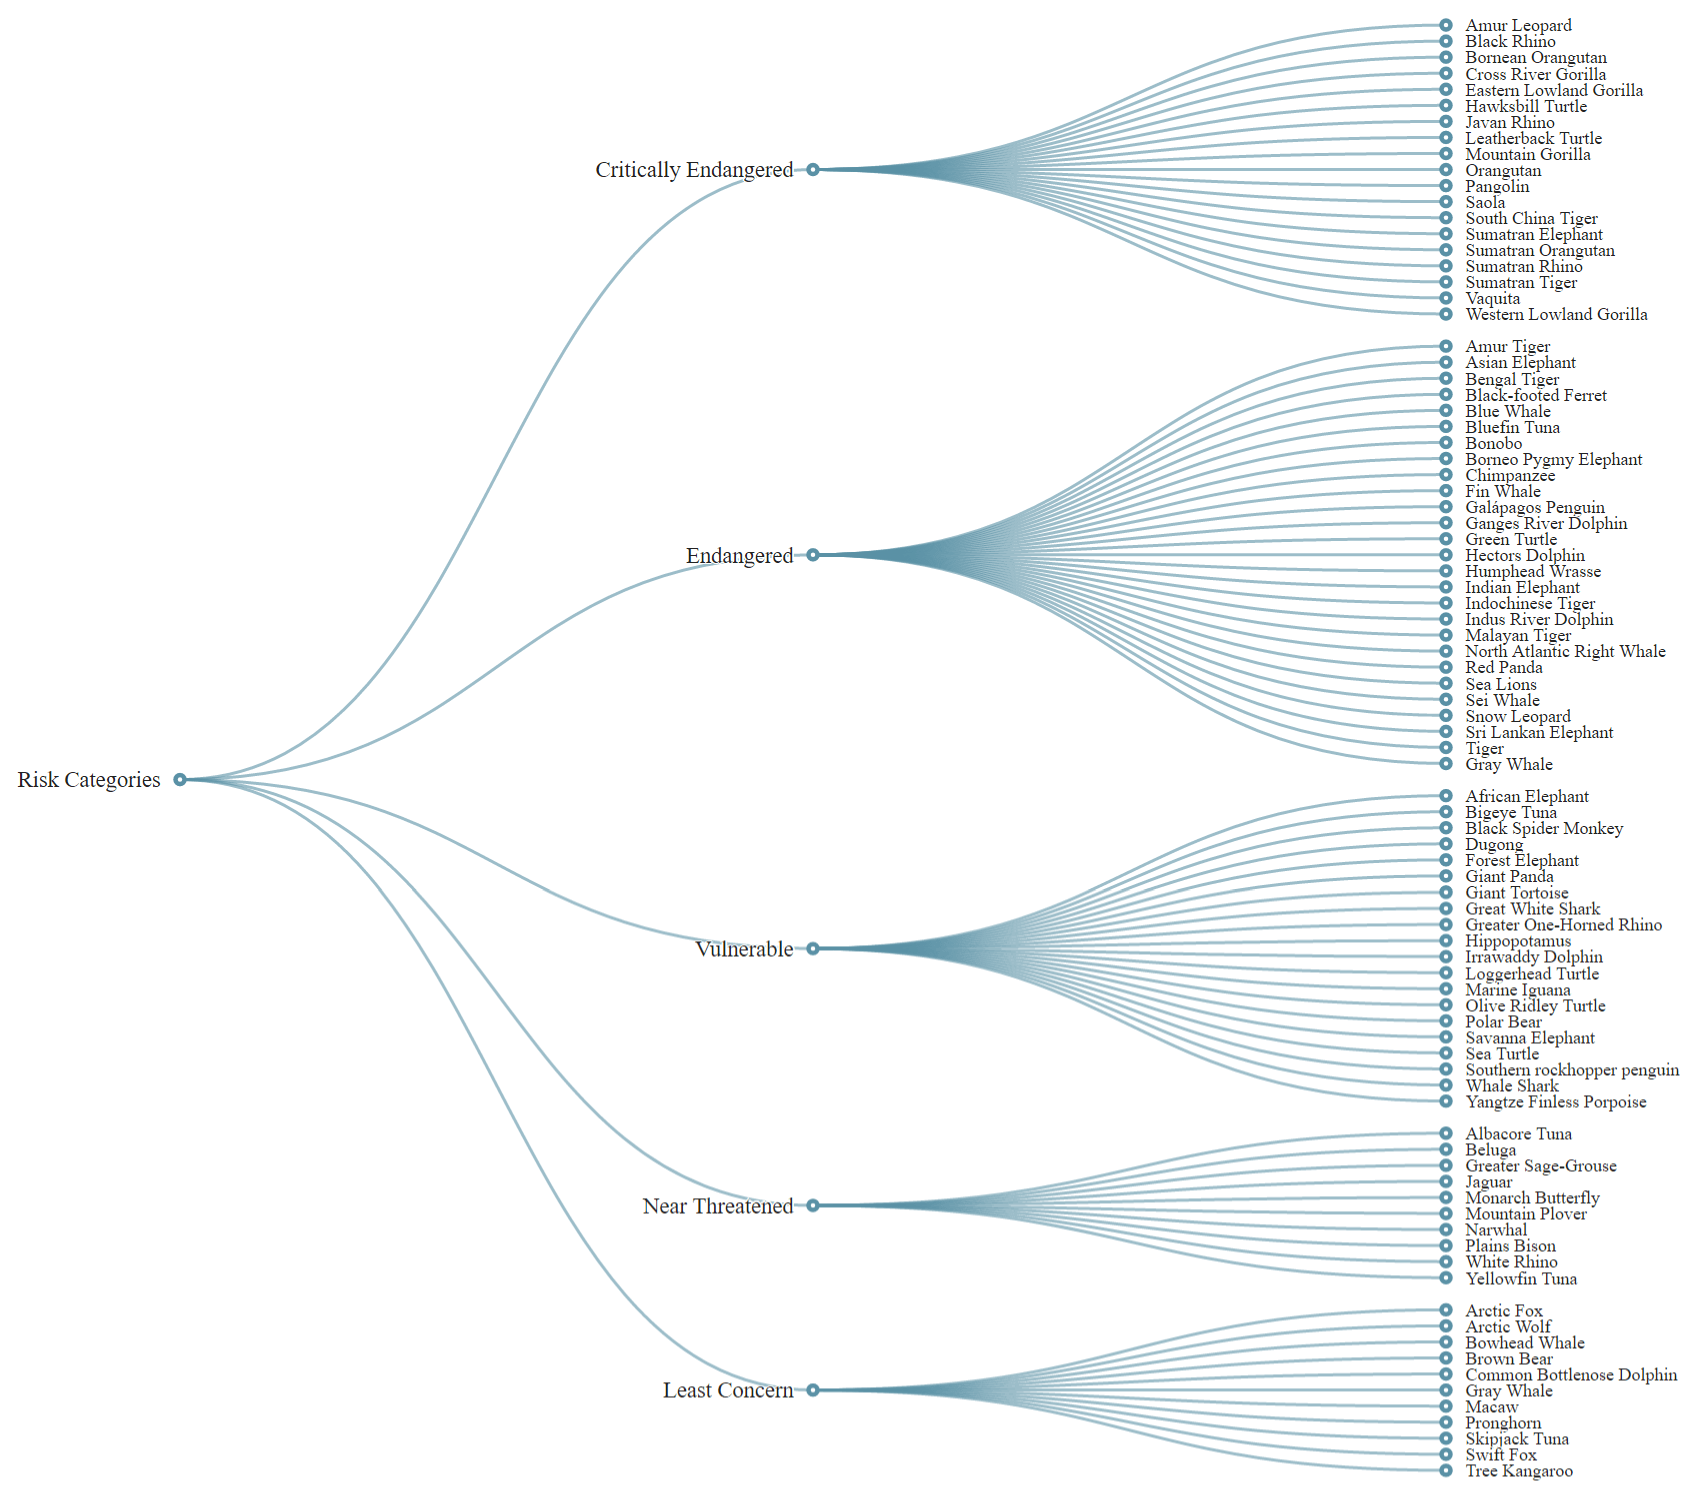 Risk Categories
Critically Endangered
Amur Leopard
Black Rhino
Bornean Orangutan
Cross River Gorilla
Eastern Lowland Gorilla
Hawksbill Turtle
Javan Rhino
Leatherback Turtle
Mountain Gorilla
Orangutan
Pangolin
Saola
South China Tiger
Sumatran Elephant
Sumatran Orangutan
Sumatran Rhino
Sumatran Tiger
Vaquita
Western Lowland Gorilla
Endangered
Amur Tiger
Asian Elephant
Bengal Tiger
Black-footed Ferret
Blue Whale
Bluefin Tuna
Bonobo
Borneo Pygmy Elephant
Chimpanzee
Fin Whale
Galápagos Penguin
Ganges River Dolphin
Green Turtle
Hectors Dolphin
Humphead Wrasse
Indian Elephant
Indochinese Tiger
Indus River Dolphin
Malayan Tiger
North Atlantic Right Whale
Red Panda
Sea Lions
Sei Whale
Snow Leopard
Sri Lankan Elephant
Tiger
Gray Whale
Vulnerable
African Elephant
Bigeye Tuna
Black Spider Monkey
Dugong
Forest Elephant
Giant Panda
Giant Tortoise
Great White Shark
Greater One-Horned Rhino
Hippopotamus
Irrawaddy Dolphin
Loggerhead Turtle
Marine Iguana
Olive Ridley Turtle
Polar Bear
Savanna Elephant
Sea Turtle
Southern rockhopper penguin
Whale Shark
Yangtze Finless Porpoise
Near Threatened
Albacore Tuna
Beluga
Greater Sage-Grouse
Jaguar
Monarch Butterfly
Mountain Plover
Narwhal
Plains Bison
White Rhino
Yellowfin Tuna
Least Concern
Arctic Fox
Arctic Wolf
Bowhead Whale
Brown Bear
Common Bottlenose Dolphin
Gray Whale
Macaw
Pronghorn
Skipjack Tuna
Swift Fox
Tree Kangaroo